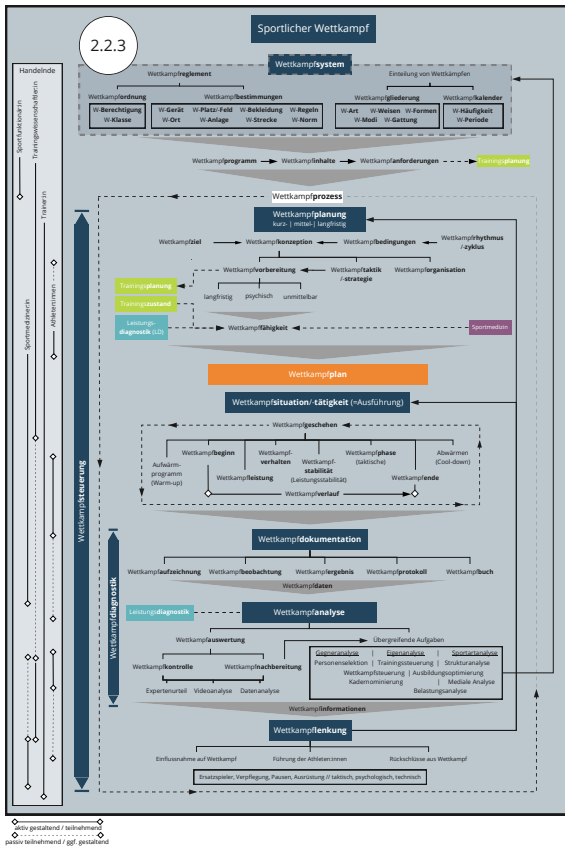 2.2.3
Sportlicher Wettkampf
Handelnde
Sportfunktionär:in
Trainingswissenschaftler:in
Trainer:in
Athleten:innen
Sportmediziner:in
Wettkampfsystem
Wettkampfreglement
Einteilung von Wettkämpfen
Wettkampfordnung
Wettkampfbestimmungen
Wettkampfgliederung
Wettkampfkalender
W-Berechtigung
W-Klasse
W-Gerät W-Platz/-Feld W-Bekleidung W-Regeln
W-Ort W-Anlage W-Strecke W-Norm
W-Art W-Weisen W-Formen
W-Modi W-Gattung
W-Häufigkeit
W-Periode
Wettkampfprogramm Wettkampfinhalte Wettkampfanforderungen Trainingsplanung
Wettkampfprozess
Wettkampfsteuerung
Wettkampfplanung
kurz- | mittel-| langfristig
Wettkampfziel Wettkampfkonzeption Wettkampfbedingungen Wettkampfrhythmus
/-zyklus
Wettkampfvorbereitung Wettkampftaktik
/-strategie
Wettkampforganisation
Trainingsplanung
langfristig psychisch unmittelbar
Trainingszustand
Leistungs-
diagnostik (LD)
Wettkampffähigkeit
Sportmedizin
Wettkampfplan
Wettkampfsituation/-tätigkeit (=Ausführung)
Wettkampfgeschehen
Aufwärm-
programm
(Warm-up)
Wettkampfbeginn
Wettkampfleistung
Wettkampf-
verhalten
Wettkampf-
stabilität
(Leistungsstabilität)
Wettkampfphase
(taktische)
Wettkampfende
Abwärmen
(Cool-down)
Wettkampfverlauf
Wettkampfdiagnostik
Wettkampfdokumentation
Wettkampfaufzeichnung Wettkampfbeobachtung Wettkampfergebnis Wettkampfprotokoll Wettkampfbuch
Wettkampfdaten
Leistungsdiagnostik
Wettkampfanalyse
Wettkampfauswertung
Übergreifende Aufgaben
Wettkampfkontrolle
Wettkampfnachbereitung
Expertenurteil Videoanalyse Datenanalyse
Gegneranalyse | Eigenanalyse | Sportartanalyse
Personenselektion | Trainingssteuerung | Strukturanalyse
Wettkampfsteuerung | Ausbildungsoptimierung
Kadernominierung | Mediale Analyse
Belastungsanalyse
Wettkampfinformationen
Wettkampflenkung
Einflussnahme auf Wettkampf Führung der Athleten:innen Rückschlüsse aus Wettkampf
Ersatzspieler, Verpflegung, Pausen, Ausrüstung // taktisch, psychologisch, technisch
aktiv gestaltend / teilnehmend
passiv teilnehmend / ggf. gestaltend